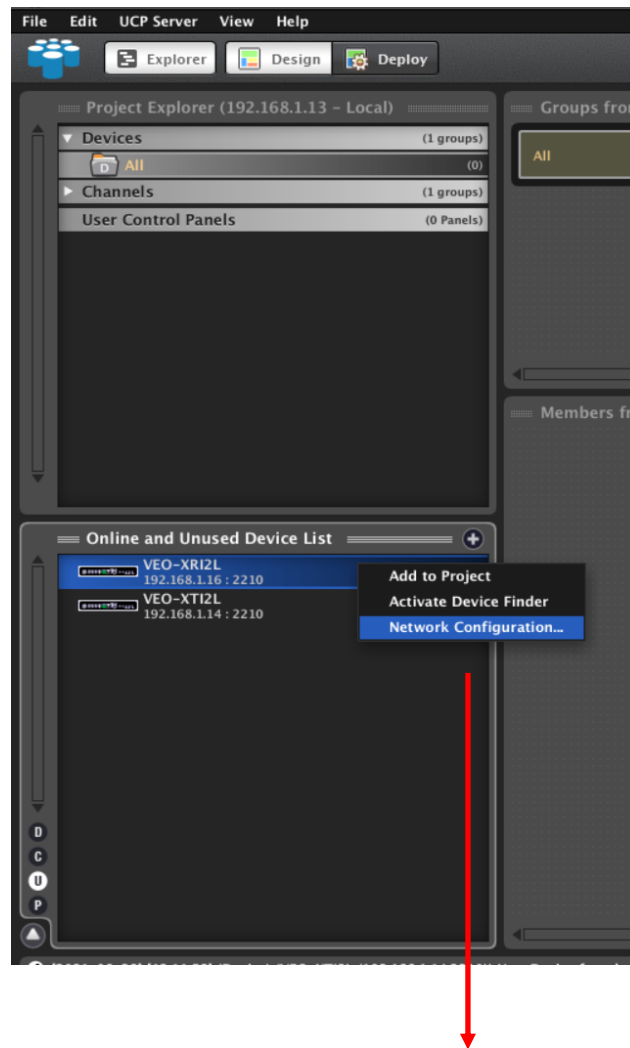 File Edit UCP Server View Help
Explorer Design Deploy
Project Explorer (192.168.1.13 – Local)
Devices (1 groups)
D All (0)
Channels (1 groups)
User Control Panels (0 Panels)
Groups fro
All
Members fr
Online and Unused Device List
VEO-XRI2L
192.168.1.16 : 2210
VEO-XTI2L
192.168.1.14 : 2210
Add to Project
Activate Device Finder
Network Configuration...
D
C
U
P